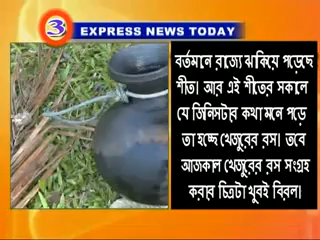 3 EXPRESS NEWS TODAY
বর্তমানে রাজ্যে ঝাকিয়ে পড়েছে
শীত। আর এই শীতের সকালে
যে জিনিসটার কথা মনে পড়ে
তা হচ্ছে খেজুরের রস। তবে
আজকাল খেজুরের রস সংগ্রহ
করার চিত্রটা খুবই বিরল।